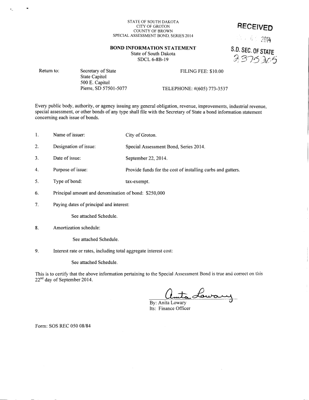 STATE OF SOUTH DAKOTA
CITY OF GROTON
COUNTY OF BROWN
SPECIAL ASSESSMENT BOND, SERIES 2014
RECEIVED
2014
S.D. SEC. OF STATE
BOND INFORMATION STATEMENT
State of South Dakota
SDCL 6-8B-19
Return to: Secretary of State FILING FEE $10.00
State Capitol
500 E. Capitol
Pierre, SD 57501-5077 TELEPHONE: #(605) 773-3537
Every public body, authority, or agency issuing any general obligation, revenue, improvements, industrial revenue,
special assessment, or other bonds of any type shall file with the Secretary of State a bond information statement
concerning each issue of bonds.
1. Name of issuer: City of Groton.
2. Designation of issue: Special Assessment Bond, Series 2014.
3. Date of issue: September 22, 2014.
4. Purpose of issue: Provide funds for the cost of installing curbs and gutters.
5. Type of bond: tax-exempt.
6. Principal amount and denomination of bond: $250,000
7. Paying dates of principal and interest:
See attached Schedule.
8. Amortization schedule:
See attached Schedule.
9. Interest rate or rates, including total aggregate interest cost:
See attached Schedule.
This is to certify that the above information pertaining to the Special Assessment Bond is true and correct on this
22nd day of September 2014.
Anita Lowary
By: Anita Lowary
Its: Finance Officer
Form: SOS REC 050 08/84